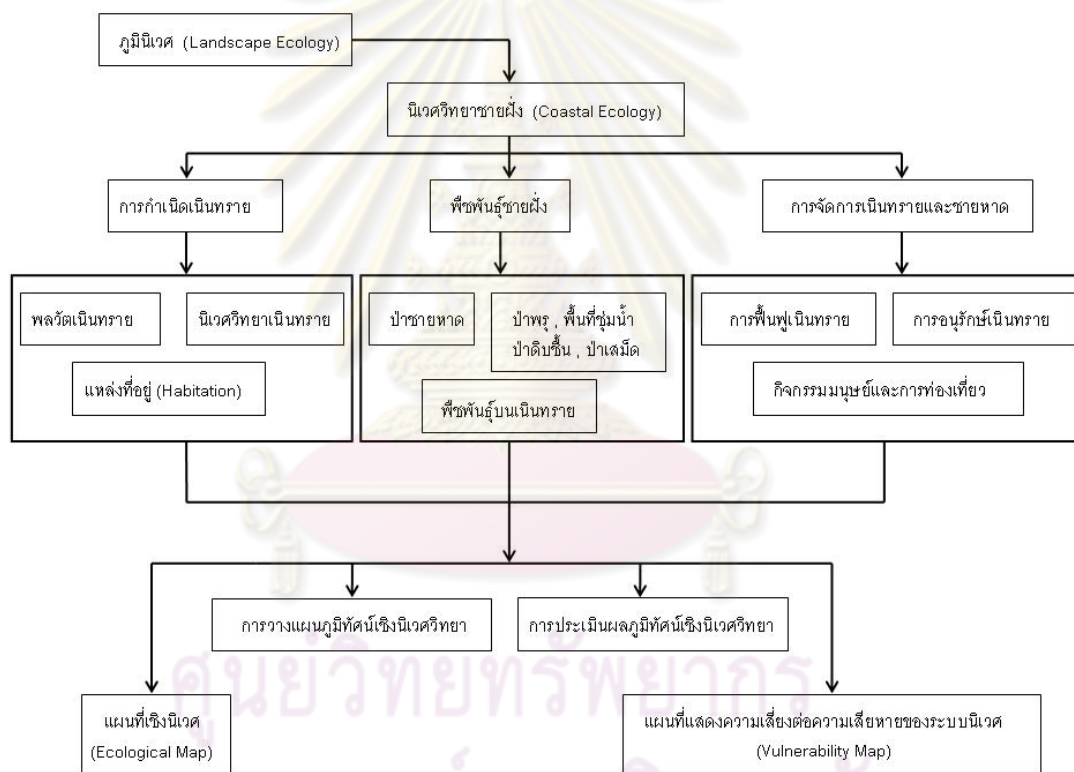 ภูมินิเวศ (Landscape Ecology)
นิเวศวิทยาชายฝั่ง (Coastal Ecology)
การกำเนิดเนินทราย
พืชพันธุ์ชายฝั่ง
การจัดการเนินทรายและชายหาด
พลวัตเนินทราย
นิเวศวิทยาเนินทราย
แหล่งที่อยู่ (Habitation)
ป่าชายหาด
ป่าพรุ , พื้นที่ชุ่มน้ำ
ป่าดิบชื้น , ป่าเสม็ด
พืชพันธุ์บนเนินทราย
การฟื้นฟูเนินทราย
การอนุรักษ์เนินทราย
กิจกรรมมนุษย์และการท่องเที่ยว
การวางแผนภูมิทัศน์เชิงนิเวศวิทยา
การประเมินผลภูมิทัศน์เชิงนิเวศวิทยา
ศูนย์วิทยทรัพยากร
แผนที่เชิงนิเวศ
(Ecological Map)
แผนที่แสดงความเสี่ยงต่อความเสียหายของระบบนิเวศ
(Vulnerability Map)